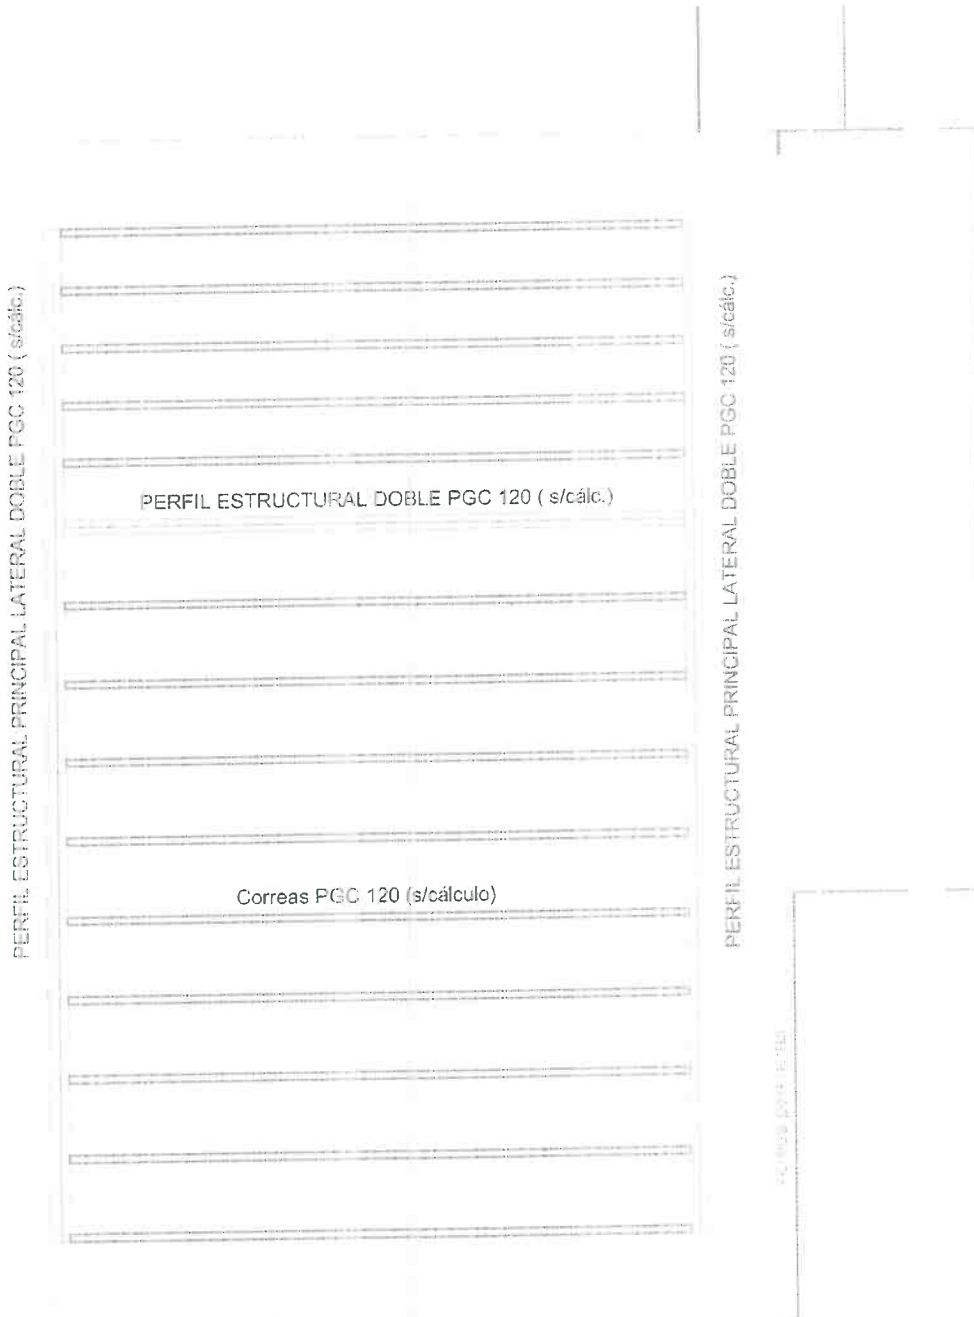 PERFIL ESTRUCTURAL PRINCIPAL LATERAL DOBLE PGC 120 ( s/cálc.)
PERFIL ESTRUCTURAL DOBLE PGC 120 ( s/cálc.)
Correas PGC 120 (s/cálculo)
PERFIL ESTRUCTURAL PRINCIPAL LATERAL DOBLE PGC 120 ( s/cálc.)